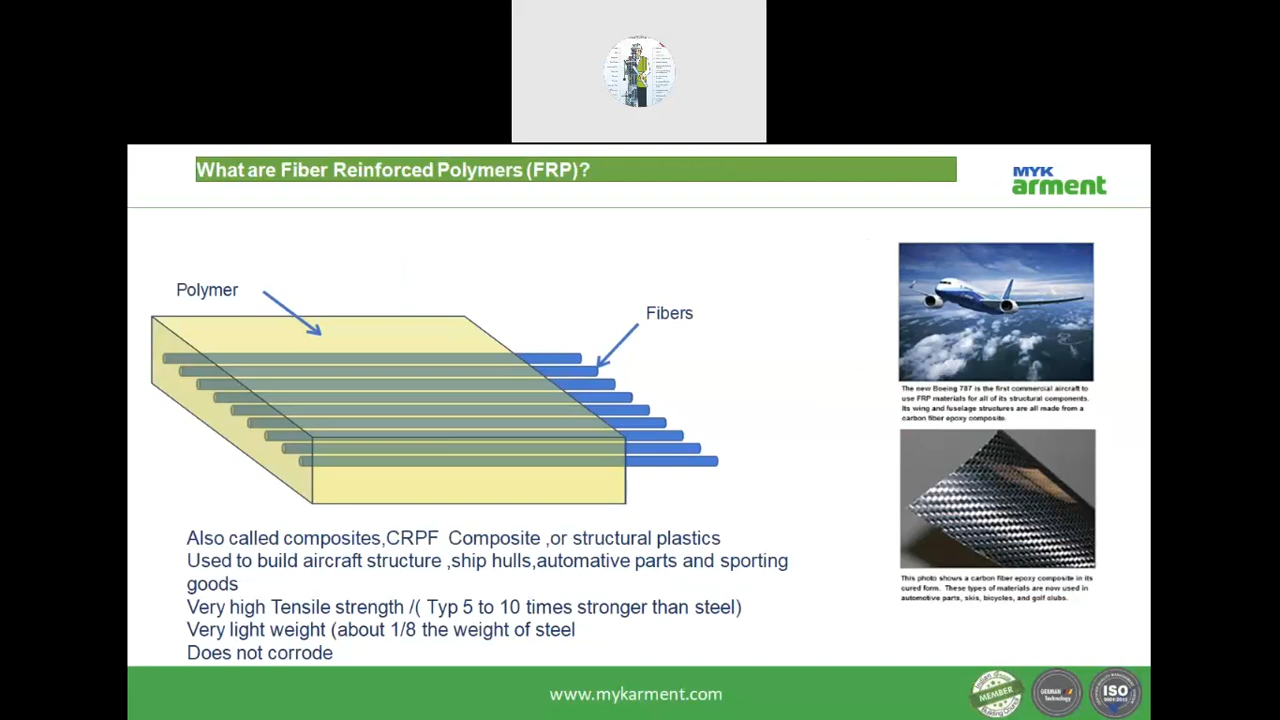 What are Fiber Reinforced Polymers (FRP)?
MYK
arment
Polymer
Fibers
The new Boeing 787 is the first commercial aircraft to
use FRP materials for all of its structural components.
Its wing and fuselage structures are all made from a
carbon fiber epoxy composite.
This photo shows a carbon fiber epoxy composite in its
cured form. These types of materials are now used in
automotive parts, skis, bicycles, and golf clubs.
Also called composites,CRPF Composite ,or structural plastics
Used to build aircraft structure ,ship hulls,automative parts and sporting
goods
Very high Tensile strength /( Typ 5 to 10 times stronger than steel)
Very light weight (about 1/8 the weight of steel
Does not corrode
www.mykarment.com
MEMBER
GERMAN
Technology
ISO